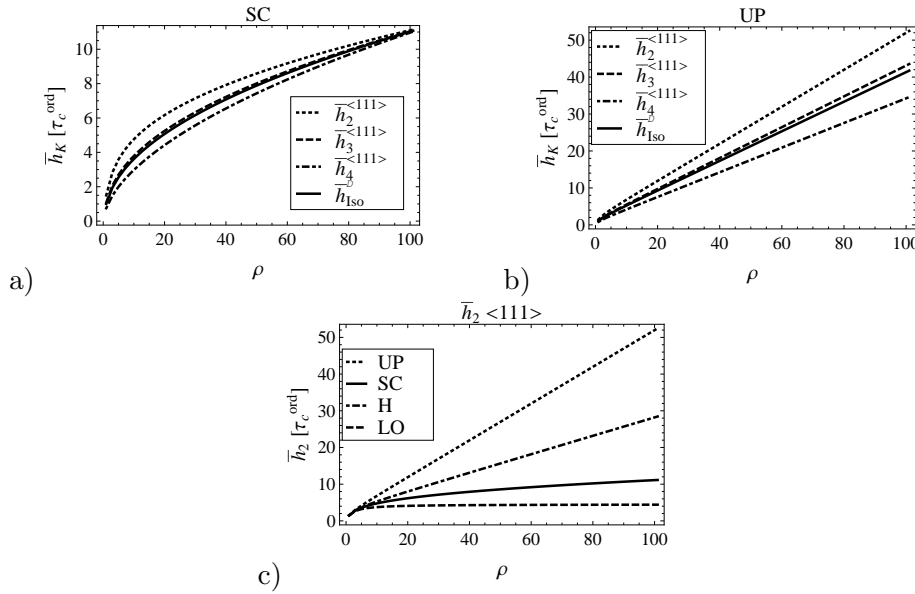 SC
h̅_K [τ_c^ord]
10
8
6
4
2
0
h̅_2^<111>
h̅_3^<111>
h̅_4^<111>
h̅_Iso^D
0 20 40 60 80 100
ρ
a)
UP
h̅_K [τ_c^ord]
50
40
30
20
10
0
h̅_2^<111>
h̅_3^<111>
h̅_4^<111>
h̅_Iso^D
0 20 40 60 80 100
ρ
b)
h̅_2 <111>
h̅_2 [τ_c^ord]
50
40
30
20
10
0
UP
SC
H
LO
0 20 40 60 80 100
ρ
c)